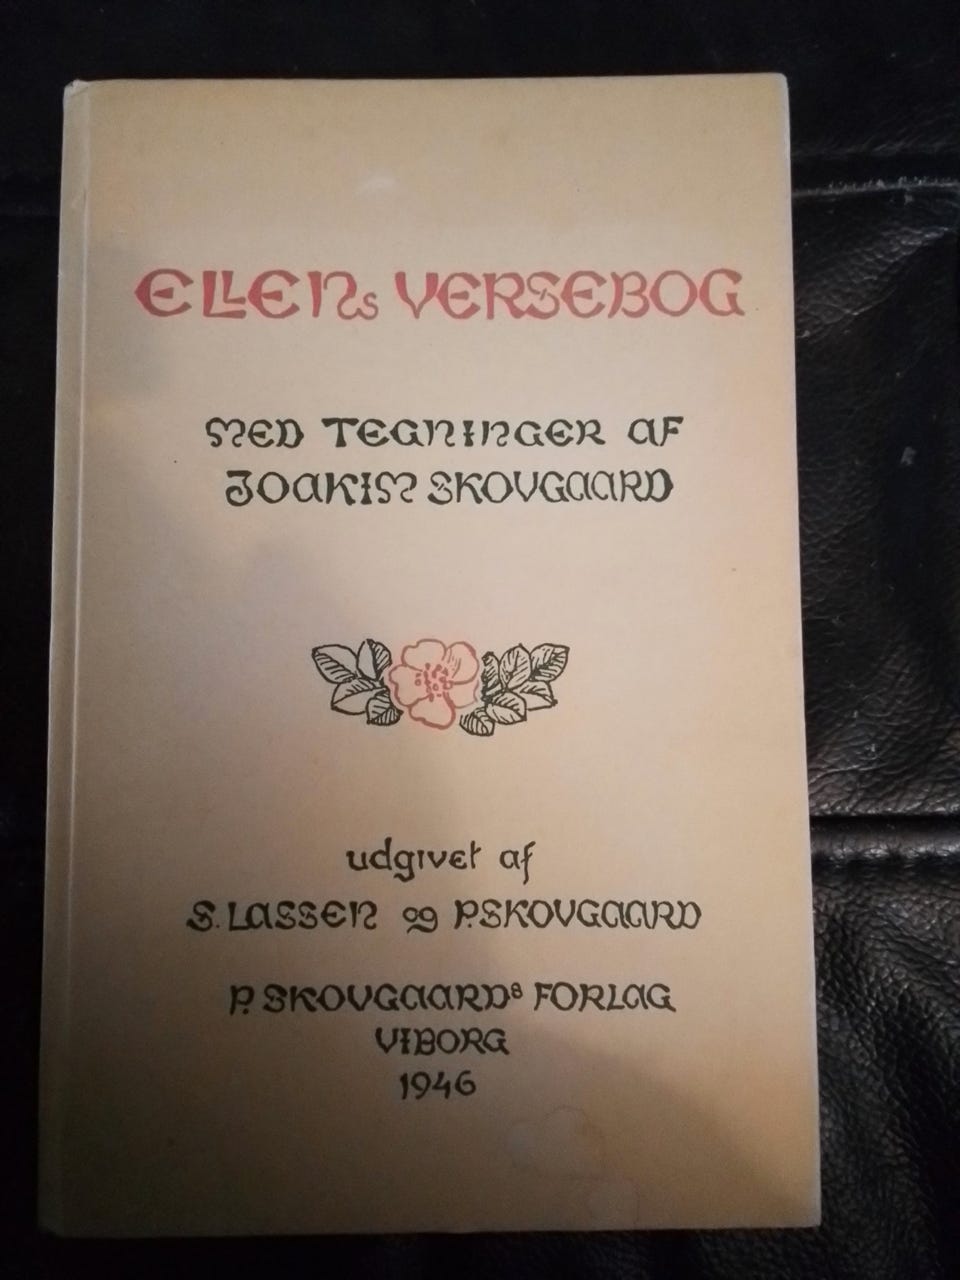 ELLENs VERSEBOG
MED TEGNINGER AF
JOAKIM SKOVGAARD
udgivet af
S. LASSEN og P. SKOVGAARD
P. SKOVGAARDs FORLAG
VIBORG
1946